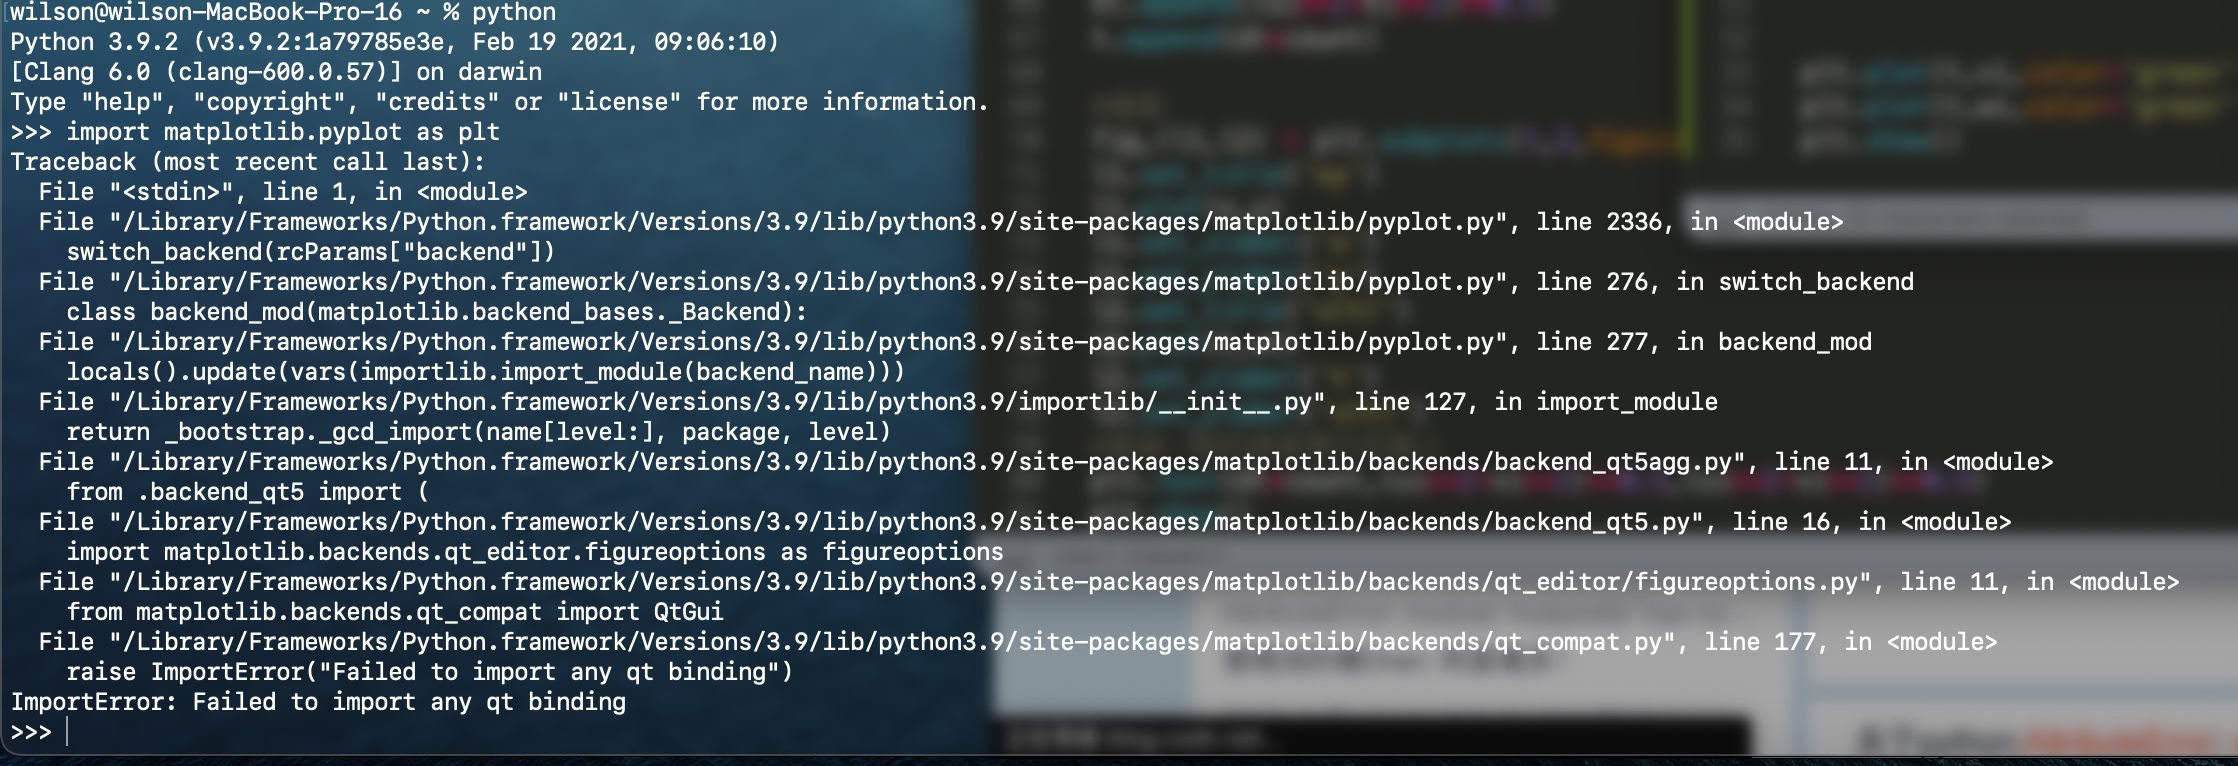 wilson@wilson-MacBook-Pro-16 ~ % python
Python 3.9.2 (v3.9.2:1a79785e3e, Feb 19 2021, 09:06:10)
[Clang 6.0 (clang-600.0.57)] on darwin
Type "help", "copyright", "credits" or "license" for more information.
>>> import matplotlib.pyplot as plt
Traceback (most recent call last):
  File "<stdin>", line 1, in <module>
  File "/Library/Frameworks/Python.framework/Versions/3.9/lib/python3.9/site-packages/matplotlib/pyplot.py", line 2336, in <module>
    switch_backend(rcParams["backend"])
  File "/Library/Frameworks/Python.framework/Versions/3.9/lib/python3.9/site-packages/matplotlib/pyplot.py", line 276, in switch_backend
    class backend_mod(matplotlib.backend_bases._Backend):
  File "/Library/Frameworks/Python.framework/Versions/3.9/lib/python3.9/site-packages/matplotlib/pyplot.py", line 277, in backend_mod
    locals().update(vars(importlib.import_module(backend_name)))
  File "/Library/Frameworks/Python.framework/Versions/3.9/lib/python3.9/importlib/__init__.py", line 127, in import_module
    return _bootstrap._gcd_import(name[level:], package, level)
  File "/Library/Frameworks/Python.framework/Versions/3.9/lib/python3.9/site-packages/matplotlib/backends/backend_qt5agg.py", line 11, in <module>
    from .backend_qt5 import (
  File "/Library/Frameworks/Python.framework/Versions/3.9/lib/python3.9/site-packages/matplotlib/backends/backend_qt5.py", line 16, in <module>
    import matplotlib.backends.qt_editor.figureoptions as figureoptions
  File "/Library/Frameworks/Python.framework/Versions/3.9/lib/python3.9/site-packages/matplotlib/backends/qt_editor/figureoptions.py", line 11, in <module>
    from matplotlib.backends.qt_compat import QtGui
  File "/Library/Frameworks/Python.framework/Versions/3.9/lib/python3.9/site-packages/matplotlib/backends/qt_compat.py", line 177, in <module>
    raise ImportError("Failed to import any qt binding")
ImportError: Failed to import any qt binding
>>>